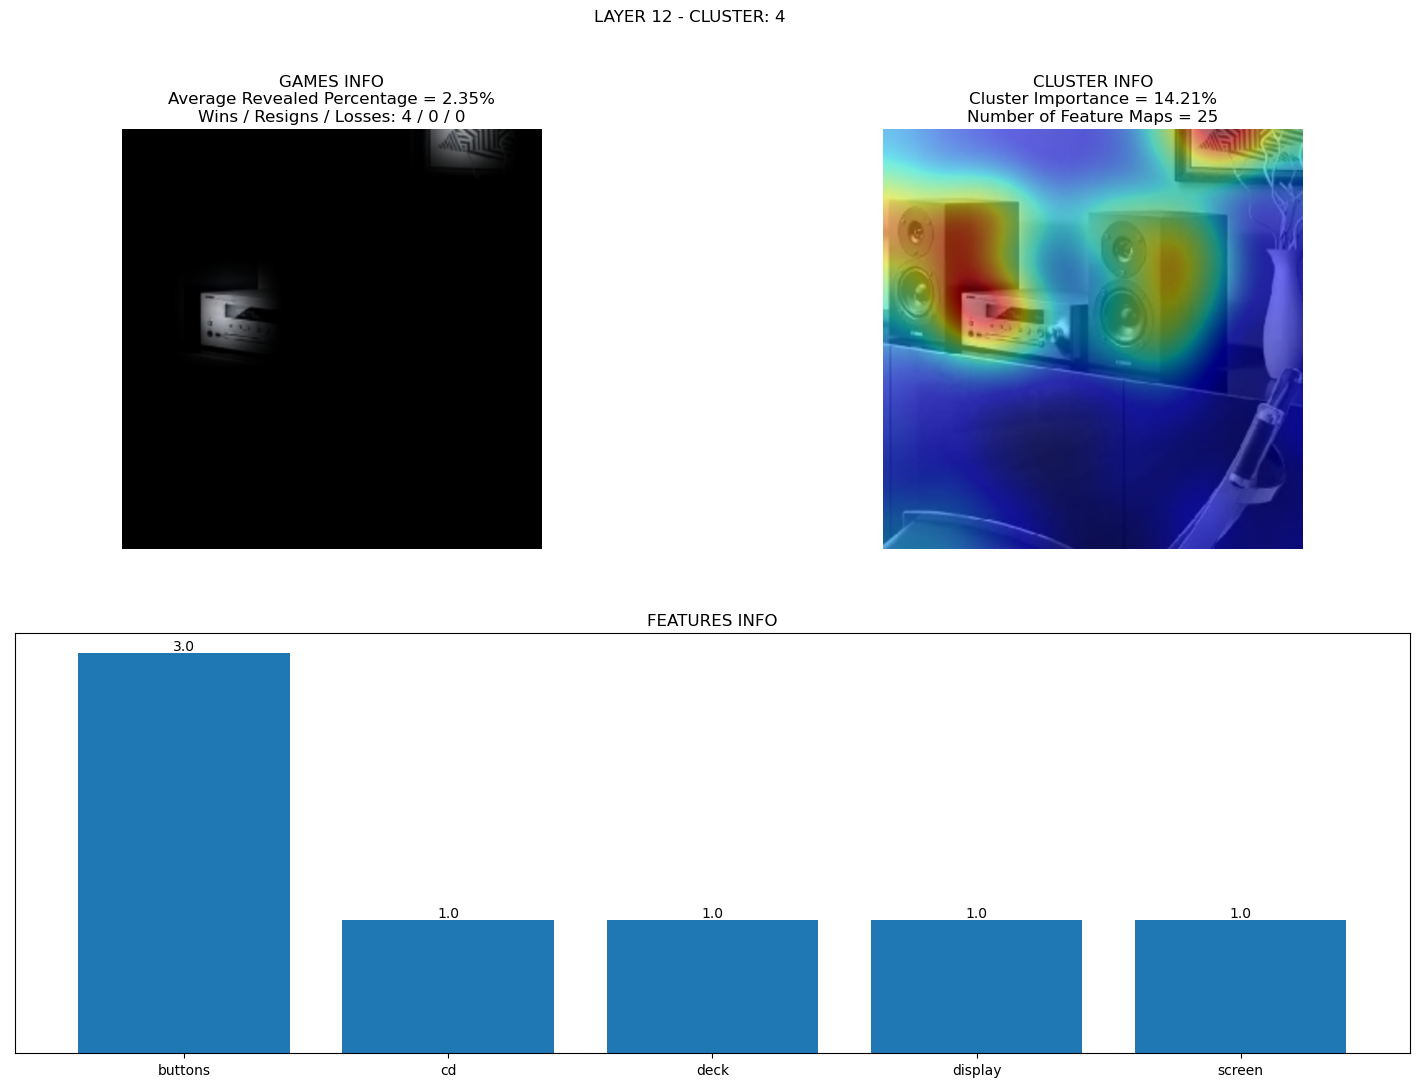 LAYER 12 - CLUSTER: 4
GAMES INFO
Average Revealed Percentage = 2.35%
Wins / Resigns / Losses: 4 / 0 / 0
CLUSTER INFO
Cluster Importance = 14.21%
Number of Feature Maps = 25
FEATURES INFO
3.0
1.0
1.0
1.0
1.0
buttons
cd
deck
display
screen